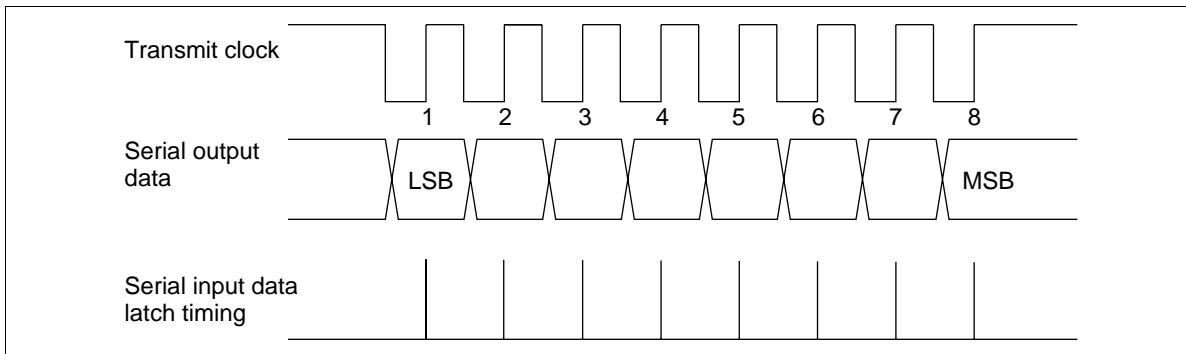 Transmit clock
1 2 3 4 5 6 7 8
Serial output
data
LSB
MSB
Serial input data
latch timing